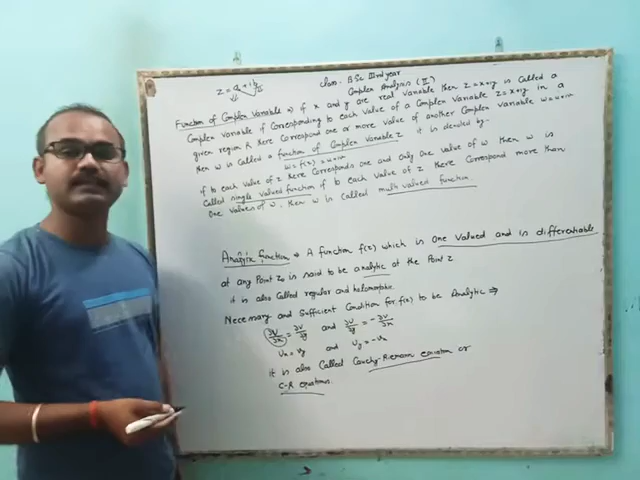 z = a + ib
Class - BSc IIIrd year
Complex Analysis (II)
Function of Complex Variable → if x and y are real variable then z = x+iy is called a
Complex variable if corresponding to each value of a Complex variable z = x+iy in a
given region R there correspond one or more value of another Complex variable w = u+iv
then w is called a function of Complex variable z it is denoted by-
w = f(z) = u+iv
if to each value of z there corresponds one and only one value of w then w is
called single valued function if to each value of z there correspond more than
one values of w. then w is called multi valued function.
Analytic function → A function f(z) which is one valued and is differentiable
at any point z₀ is said to be analytic at the point z
it is also called regular and holomorphic
Necessary and Sufficient Condition for f(z) to be Analytic ⇒
∂u/∂x = ∂v/∂y and ∂u/∂y = -∂v/∂x
uₓ = v_y and u_y = -vₓ
it is also called Cauchy-Riemann equation or
C-R equations.